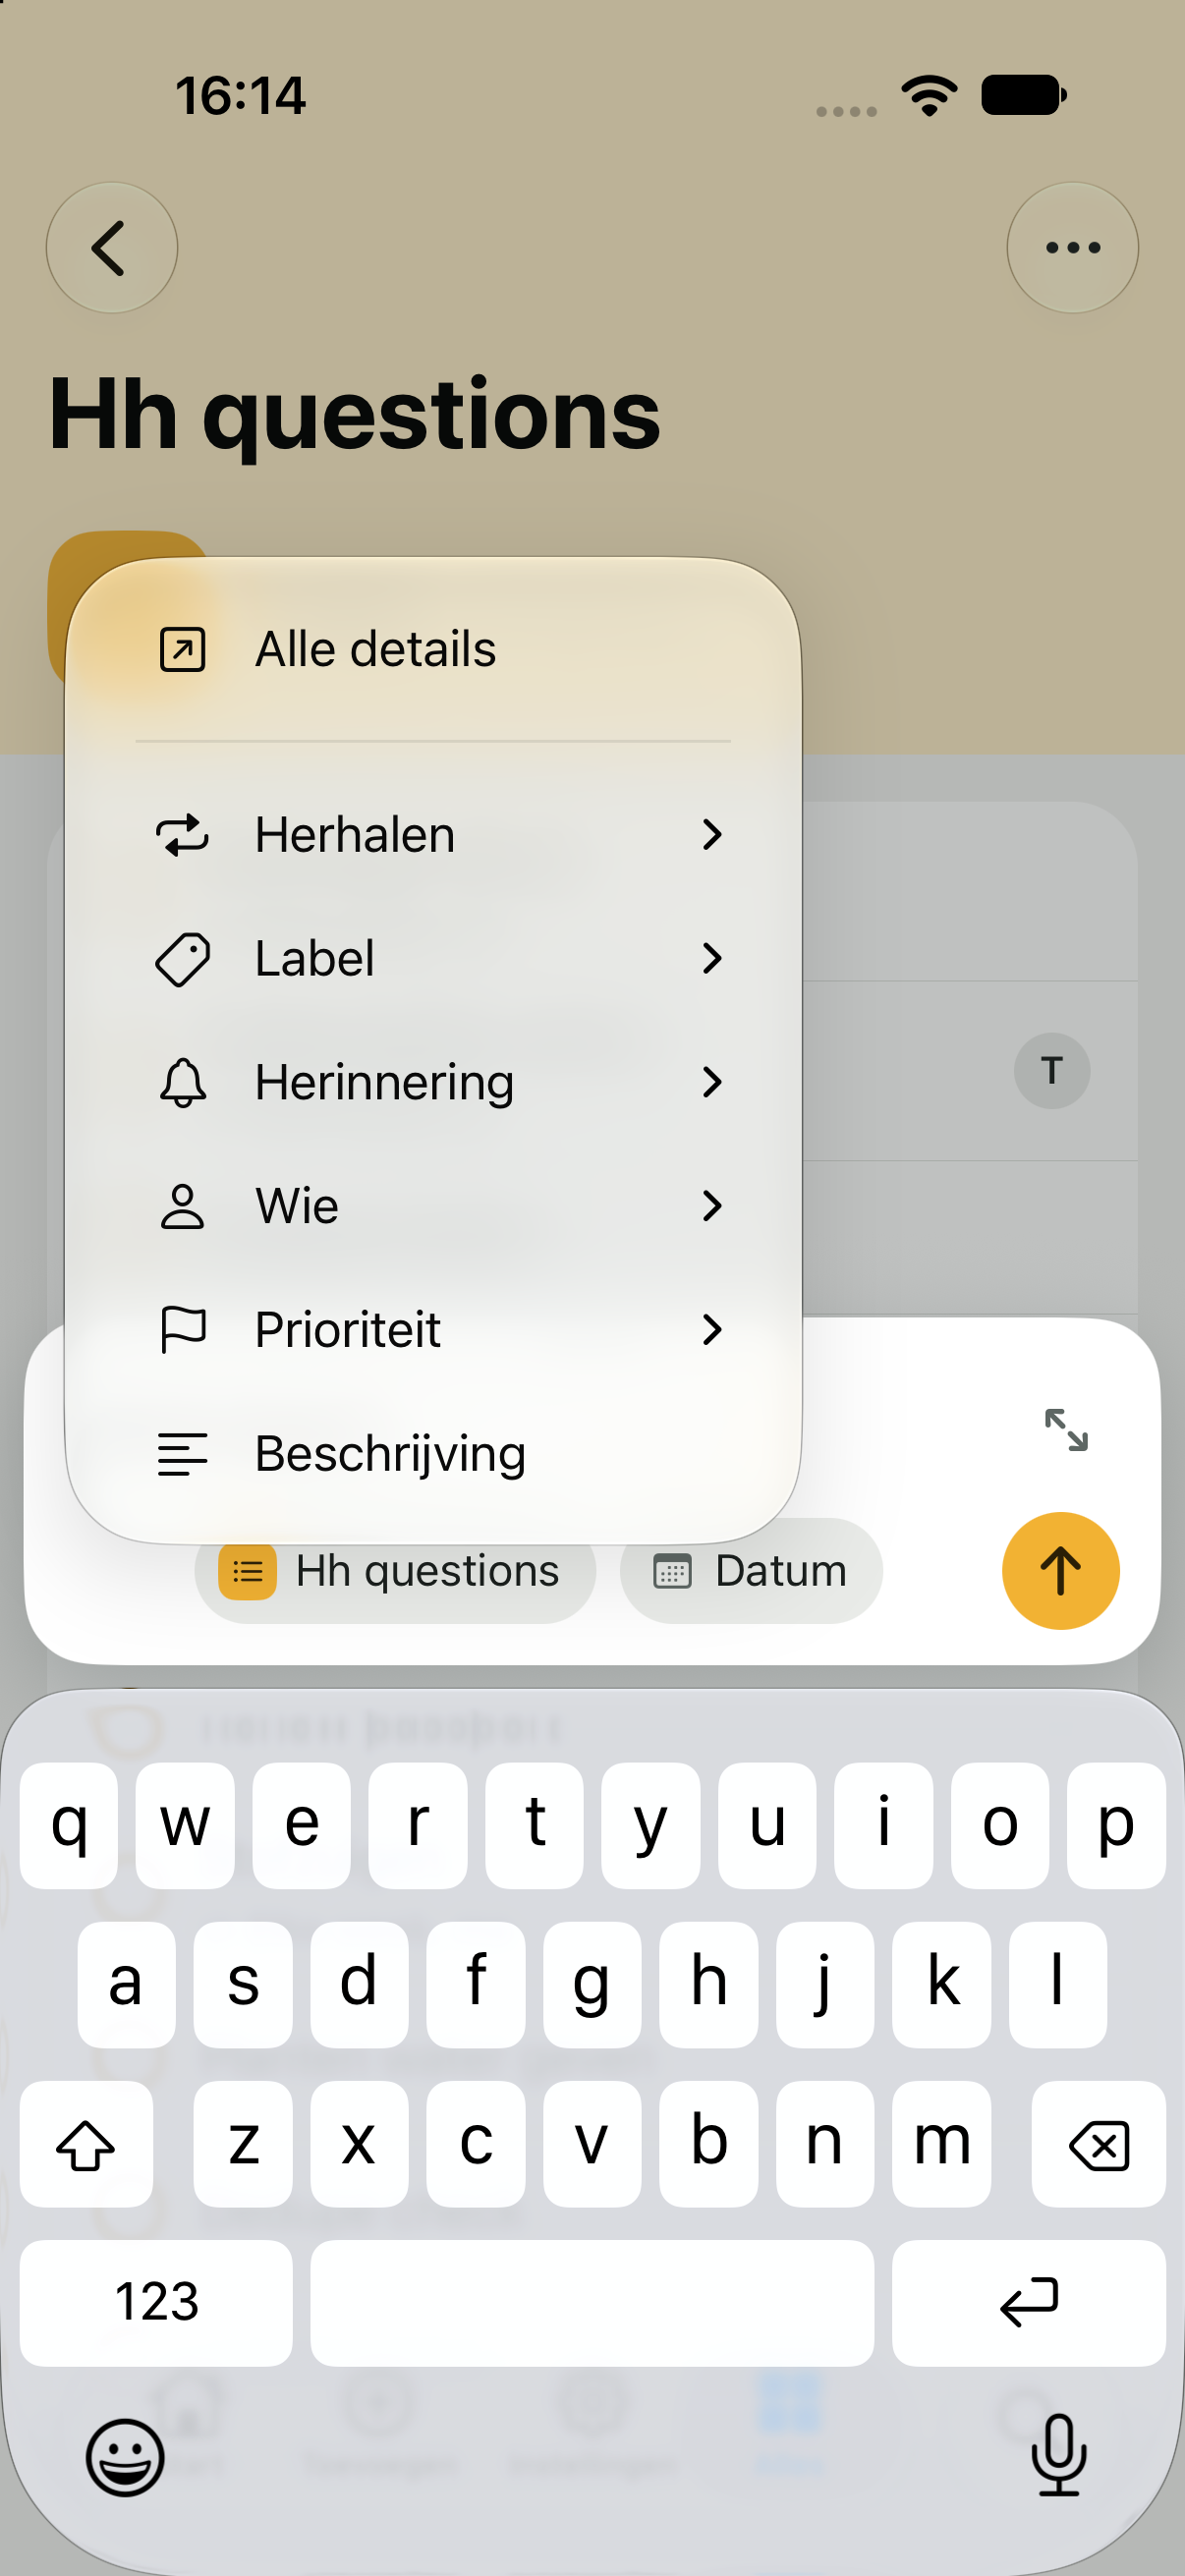 16:14
Hh questions
Alle details
Herhalen
Label
Herinnering
T
Wie
Prioriteit
Beschrijving
Hh questions
Datum
q w e r t y u i o p
a s d f g h j k l
z x c v b n m
123